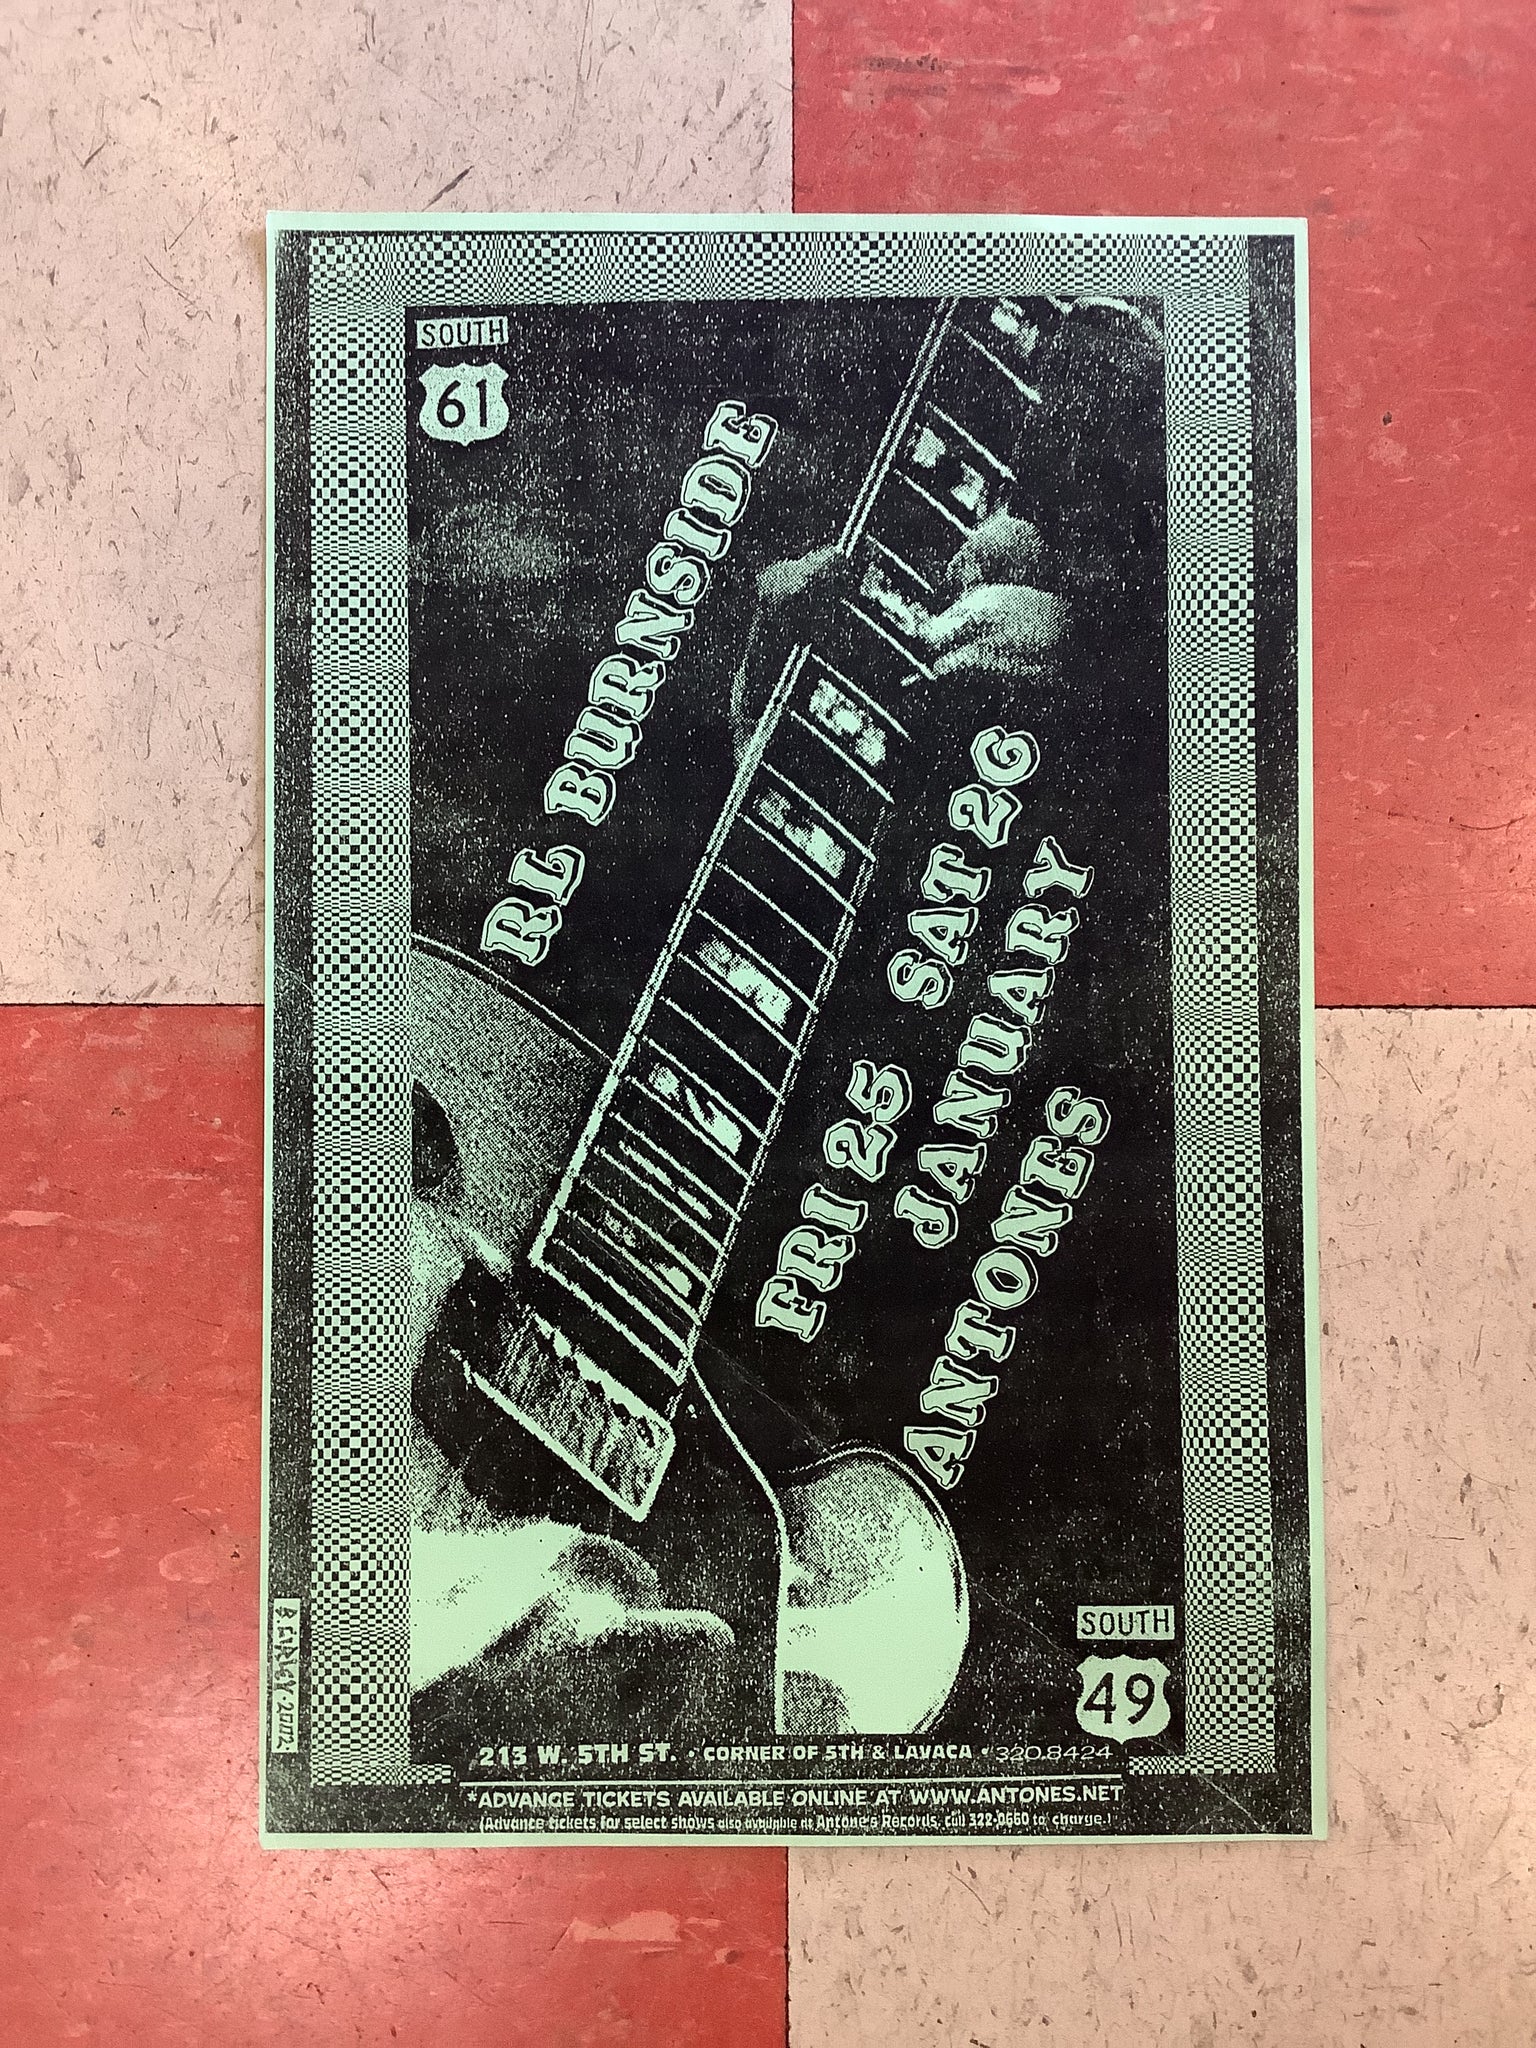 SOUTH
61
RL BURNSIDE
FRI 25 SAT 26
JANUARY
ANTONES
SOUTH
49
B CURLEY·2002
213 W. 5TH ST. · CORNER OF 5TH & LAVACA · 320.8424
*ADVANCE TICKETS AVAILABLE ONLINE AT WWW.ANTONES.NET
(Advance tickets for select shows also available at Antone's Records, call 322-0660 to charge.)